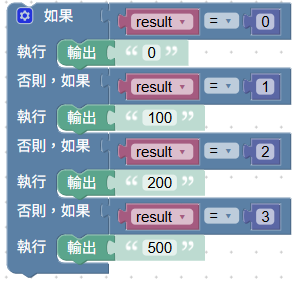 如果 result = 0
執行 輸出 “ 0 ”
否則，如果 result = 1
執行 輸出 “ 100 ”
否則，如果 result = 2
執行 輸出 “ 200 ”
否則，如果 result = 3
執行 輸出 “ 500 ”